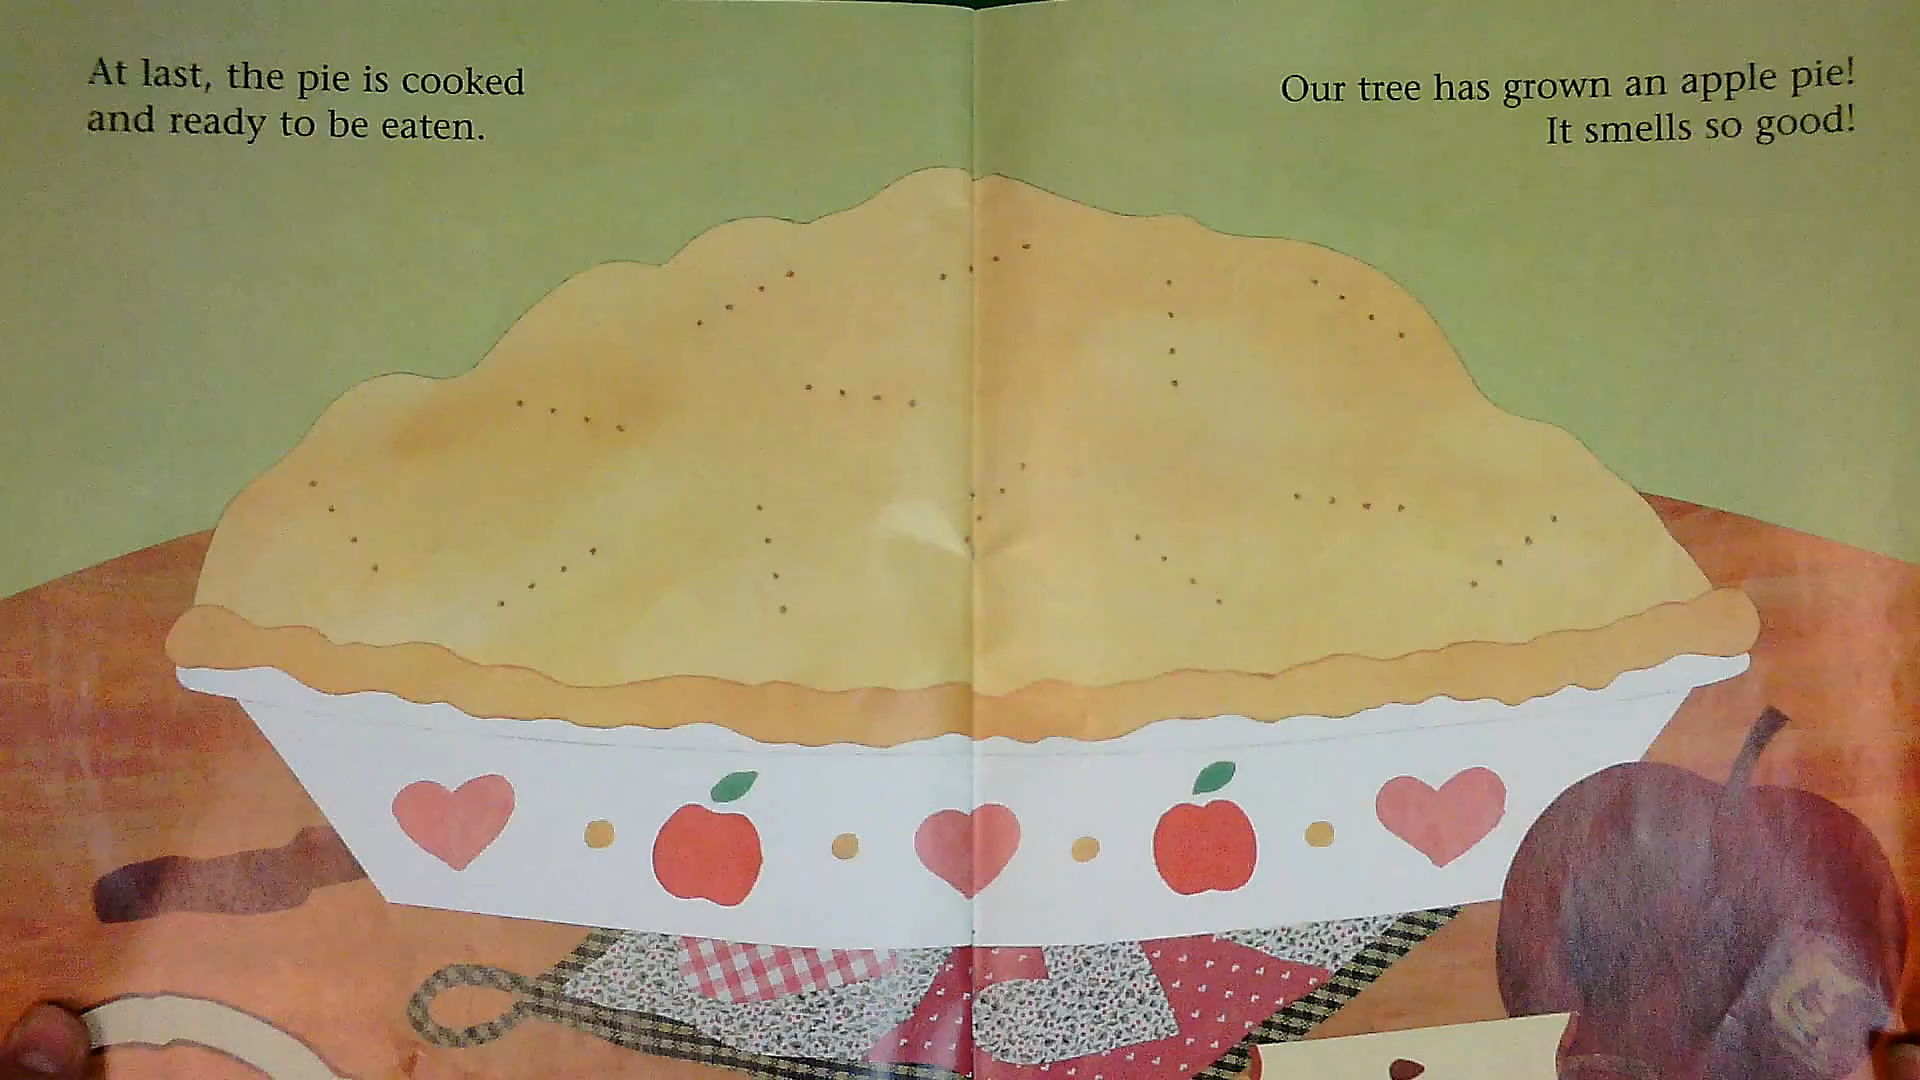 At last, the pie is cooked
and ready to be eaten.
Our tree has grown an apple pie!
It smells so good!